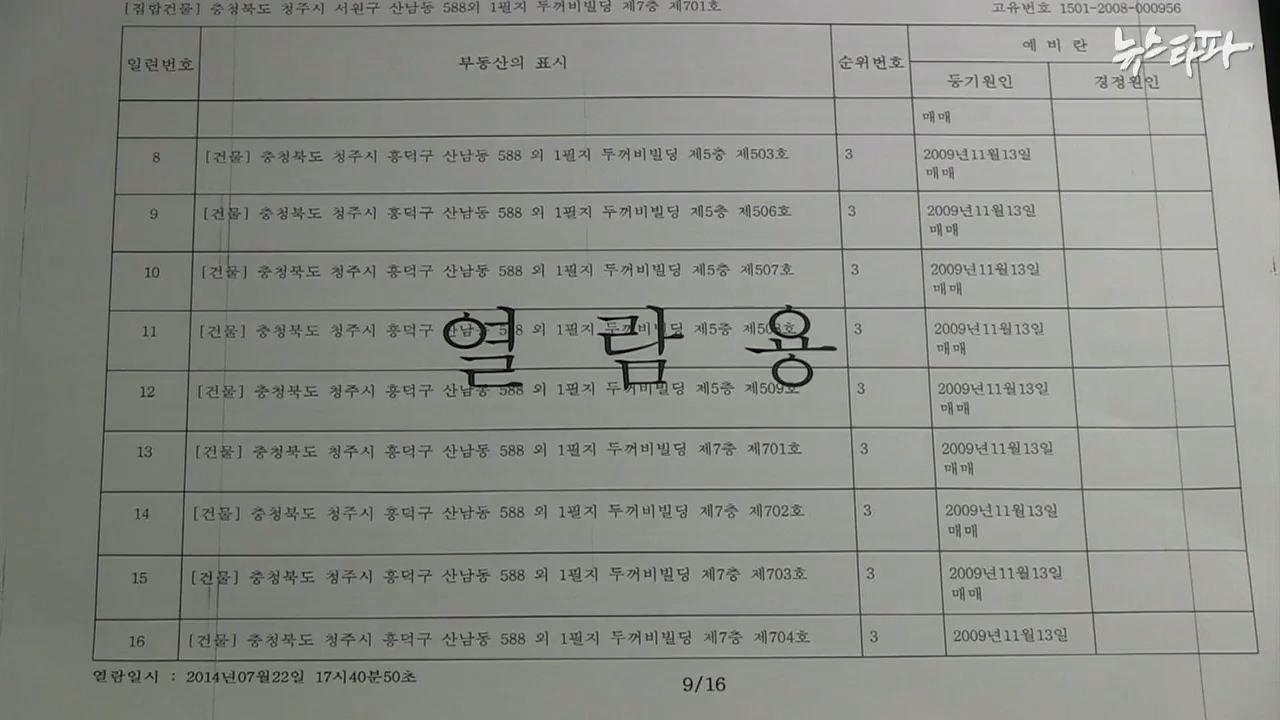 [집합건물] 충청북도 청주시 서원구 산남동 588외 1필지 두꺼비빌딩 제7층 제701호 고유번호 1501-2008-000956
뉴스타파
일련번호 부동산의 표시 순위번호 예 비 란
등기원인 경정원인
매매
8 [건물] 충청북도 청주시 흥덕구 산남동 588 외 1필지 두꺼비빌딩 제5층 제503호 3 2009년11월13일
매매
9 [건물] 충청북도 청주시 흥덕구 산남동 588 외 1필지 두꺼비빌딩 제5층 제506호 3 2009년11월13일
매매
10 [건물] 충청북도 청주시 흥덕구 산남동 588 외 1필지 두꺼비빌딩 제5층 제507호 3 2009년11월13일
매매
11 [건물] 충청북도 청주시 흥덕구 산남동 588 외 1필지 두꺼비빌딩 제5층 제508호 3 2009년11월13일
매매
열 람 용
12 [건물] 충청북도 청주시 흥덕구 산남동 588 외 1필지 두꺼비빌딩 제5층 제509호 3 2009년11월13일
매매
13 [건물] 충청북도 청주시 흥덕구 산남동 588 외 1필지 두꺼비빌딩 제7층 제701호 3 2009년11월13일
매매
14 [건물] 충청북도 청주시 흥덕구 산남동 588 외 1필지 두꺼비빌딩 제7층 제702호 3 2009년11월13일
매매
15 [건물] 충청북도 청주시 흥덕구 산남동 588 외 1필지 두꺼비빌딩 제7층 제703호 3 2009년11월13일
매매
16 [건물] 충청북도 청주시 흥덕구 산남동 588 외 1필지 두꺼비빌딩 제7층 제704호 3 2009년11월13일
열람일시 : 2014년07월22일 17시40분50초
9/16